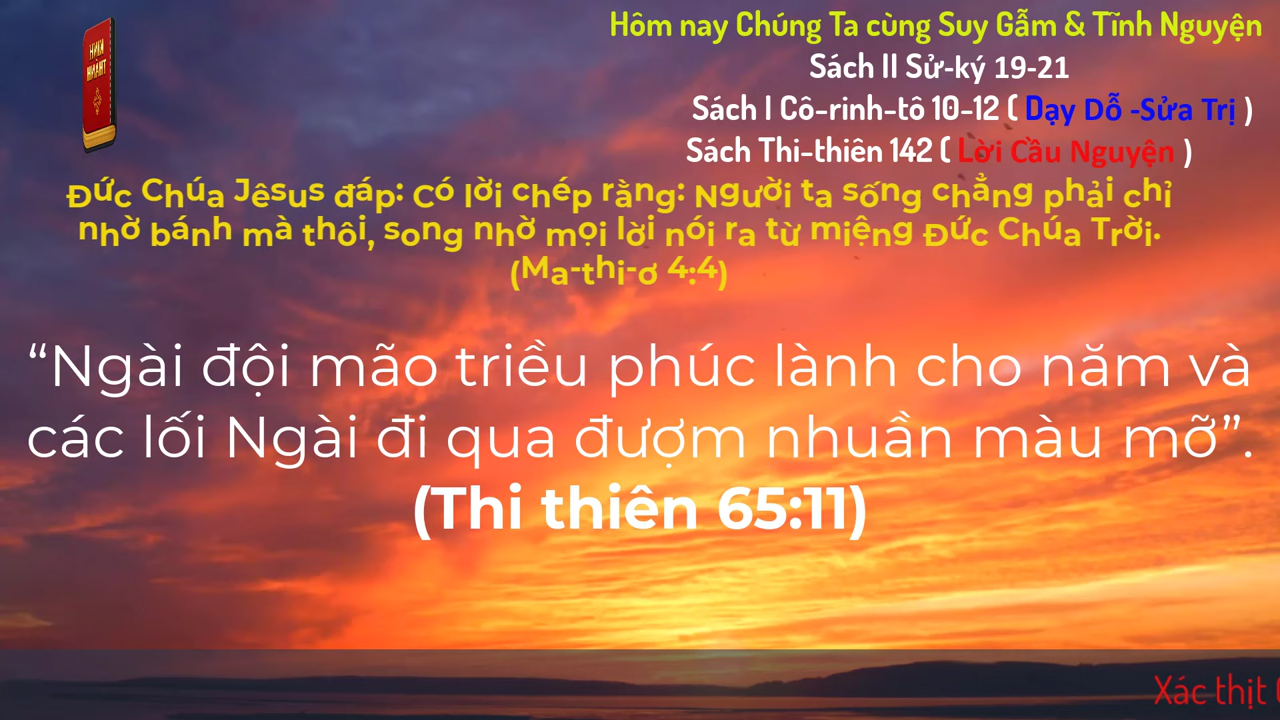 Hôm nay Chúng Ta cùng Suy Gẫm & Tĩnh Nguyện
Sách II Sử-ký 19-21
Sách I Cô-rinh-tô 10-12 ( Dạy Dỗ -Sửa Trị )
Sách Thi-thiên 142 ( Lời Cầu Nguyện )
Đức Chúa Jêsus đáp: Có lời chép rằng: Người ta sống chẳng phải chỉ
nhờ bánh mà thôi, song nhờ mọi lời nói ra từ miệng Đức Chúa Trời.
(Ma-thi-ơ 4:4)
“Ngài đội mão triều phúc lành cho năm và
các lối Ngài đi qua đượm nhuần màu mỡ”.
(Thi thiên 65:11)
Xác thịt